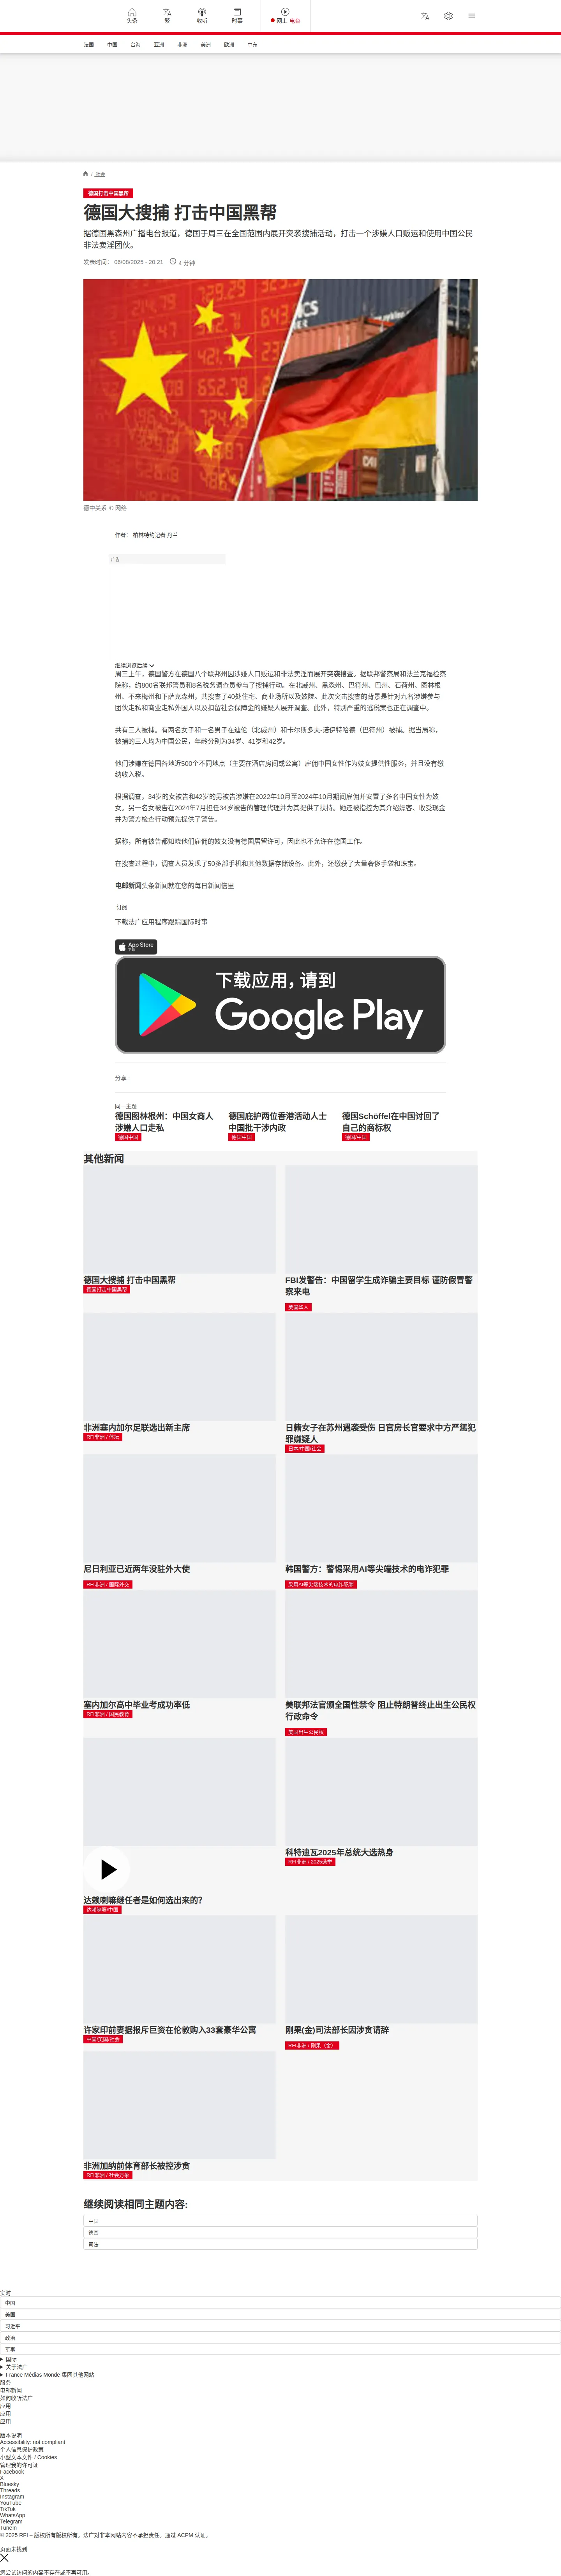 头条
繁
收听
时事
网上 电台
法国
中国
台海
亚洲
非洲
美洲
欧洲
中东
/ 社会
德国打击中国黑帮
德国大搜捕 打击中国黑帮
据德国黑森州广播电台报道，德国于周三在全国范围内展开突袭搜捕活动，打击一个涉嫌人口贩运和使用中国公民
非法卖淫团伙。
发表时间： 06/08/2025 - 20:21 4 分钟
德中关系 © 网络
作者： 柏林特约记者 丹兰
广告
继续浏览后续
周三上午，德国警方在德国八个联邦州因涉嫌人口贩运和非法卖淫而展开突袭搜查。据联邦警察局和法兰克福检察
院称，约800名联邦警员和8名税务调查员参与了搜捕行动。在北威州、黑森州、巴符州、巴州、石荷州、图林根
州、不来梅州和下萨克森州，共搜查了40处住宅、商业场所以及妓院。此次突击搜查的背景是针对九名涉嫌参与
团伙走私和商业走私外国人以及扣留社会保障金的嫌疑人展开调查。此外，特别严重的逃税案也正在调查中。
共有三人被捕。有两名女子和一名男子在迪伦（北威州）和卡尔斯多夫-诺伊特哈德（巴符州）被捕。据当局称，
被捕的三人均为中国公民，年龄分别为34岁、41岁和42岁。
他们涉嫌在德国各地近500个不同地点（主要在酒店房间或公寓）雇佣中国女性作为妓女提供性服务，并且没有缴
纳收入税。
根据调查，34岁的女被告和42岁的男被告涉嫌在2022年10月至2024年10月期间雇佣并安置了多名中国女性为妓
女。另一名女被告在2024年7月担任34岁被告的管理代理并为其提供了扶持。她还被指控为其介绍嫖客、收受现金
并为警方检查行动预先提供了警告。
据称，所有被告都知晓他们雇佣的妓女没有德国居留许可，因此也不允许在德国工作。
在搜查过程中，调查人员发现了50多部手机和其他数据存储设备。此外，还缴获了大量奢侈手袋和珠宝。
电邮新闻头条新闻就在您的每日新闻信里
订阅
下载法广应用程序跟踪国际时事
App Store
下载
下载应用，请到
Google Play
分享 :
同一主题
德国图林根州：中国女商人
涉嫌人口走私
德国中国
德国庇护两位香港活动人士
中国批干涉内政
德国中国
德国Schöffel在中国讨回了
自己的商标权
德国/中国
其他新闻
德国大搜捕 打击中国黑帮
德国打击中国黑帮
FBI发警告：中国留学生成诈骗主要目标 谨防假冒警
察来电
美国华人
非洲塞内加尔足联选出新主席
RFI非洲 / 体坛
日籍女子在苏州遇袭受伤 日官房长官要求中方严惩犯
罪嫌疑人
日本/中国/社会
尼日利亚已近两年没驻外大使
RFI非洲 / 国际外交
韩国警方：警惕采用AI等尖端技术的电诈犯罪
采用AI等尖端技术的电诈犯罪
塞内加尔高中毕业考成功率低
RFI非洲 / 国民教育
美联邦法官颁全国性禁令 阻止特朗普终止出生公民权
行政命令
美国出生公民权
达赖喇嘛继任者是如何选出来的?
达赖喇嘛/中国
科特迪瓦2025年总统大选热身
RFI非洲 / 2025选举
许家印前妻据报斥巨资在伦敦购入33套豪华公寓
中国/英国/社会
刚果(金)司法部长因涉贪请辞
RFI非洲 / 刚果（金）
非洲加纳前体育部长被控涉贪
RFI非洲 / 社会万象
继续阅读相同主题内容:
中国
德国
司法
实时
中国
美国
习近平
政治
军事
国际
关于法广
France Médias Monde 集团其他网站
服务
电邮新闻
如何收听法广
应用
应用
应用
版本说明
Accessibility: not compliant
个人信息保护政策
小型文本文件 / Cookies
管理我的许可证
Facebook
X
Bluesky
Threads
Instagram
YouTube
TikTok
WhatsApp
Telegram
TuneIn
© 2025 RFI – 版权所有版权所有。法广对非本网站内容不承担责任。通过 ACPM 认证。
页面未找到
您尝试访问的内容不存在或不再可用。